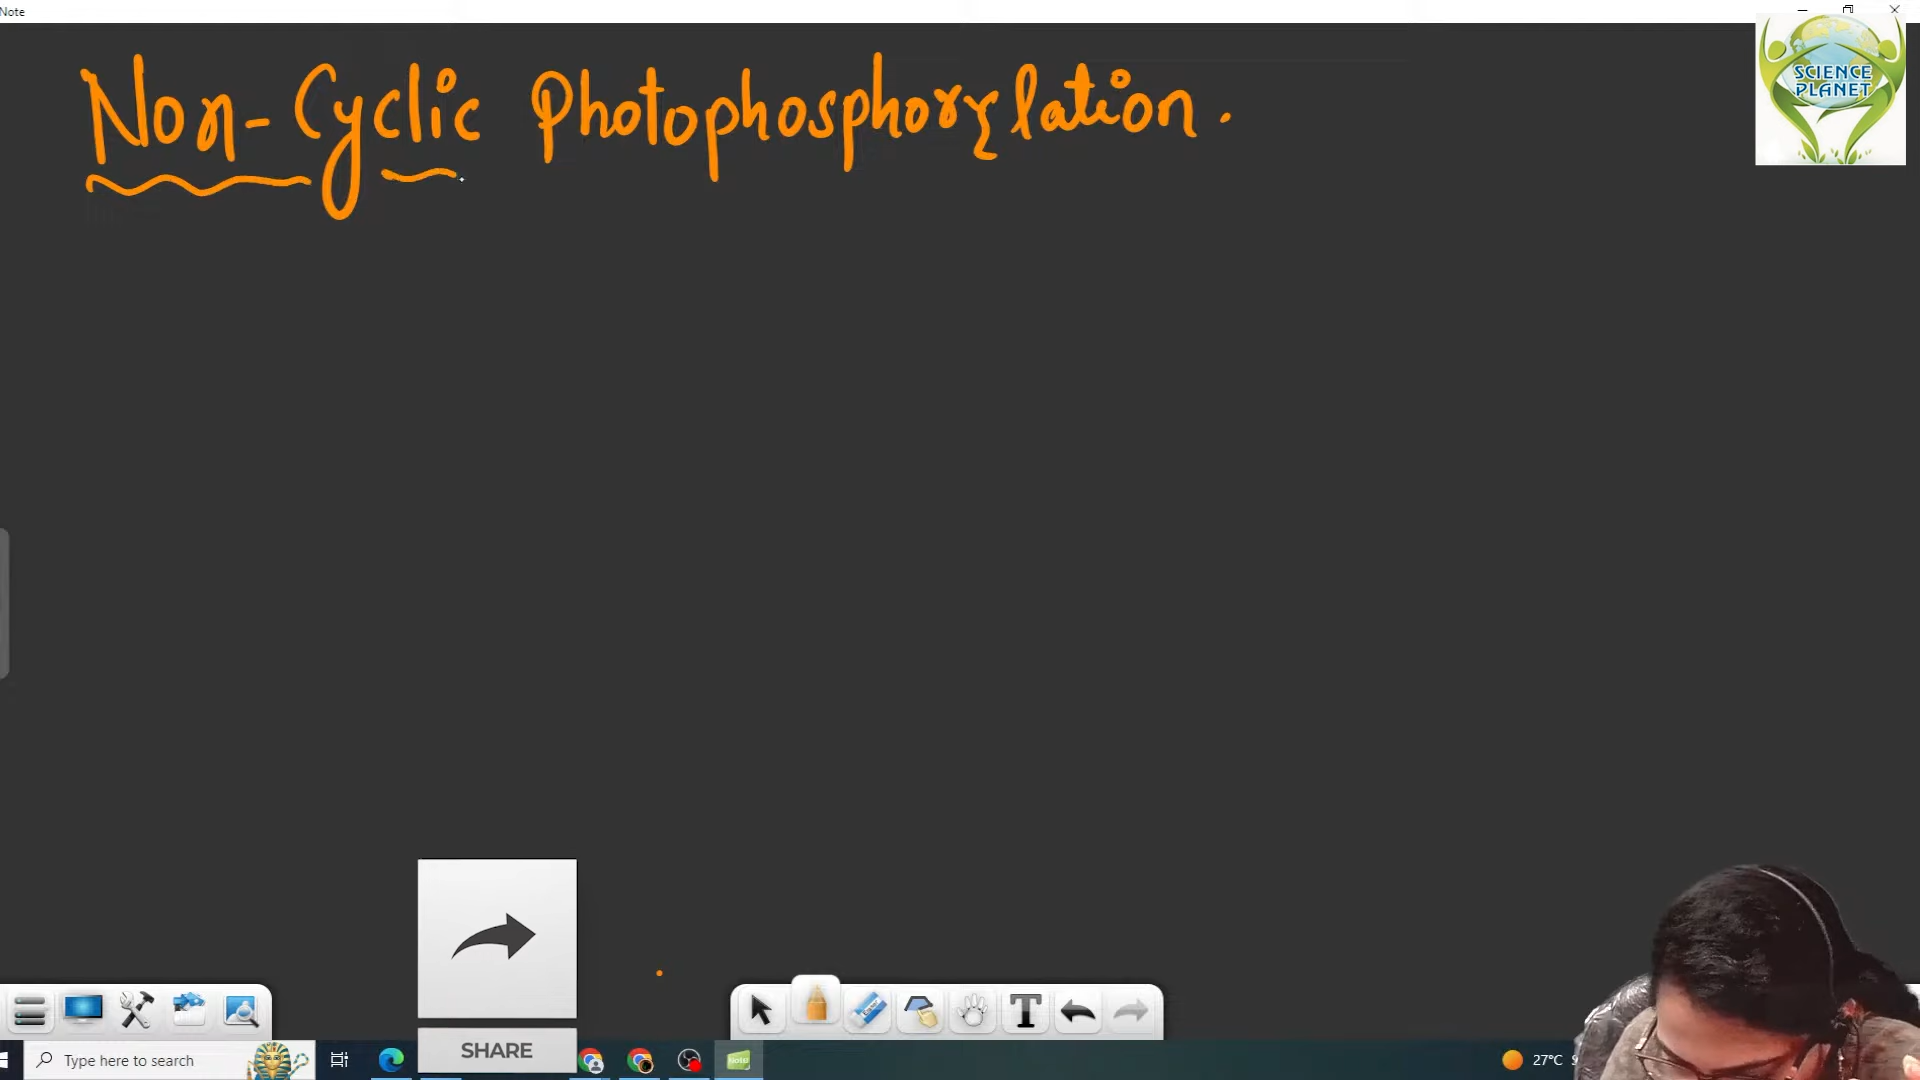 Note
Non-Cyclic Photophosphorylation.
SCIENCE
PLANET
SHARE
Type here to search
27°C